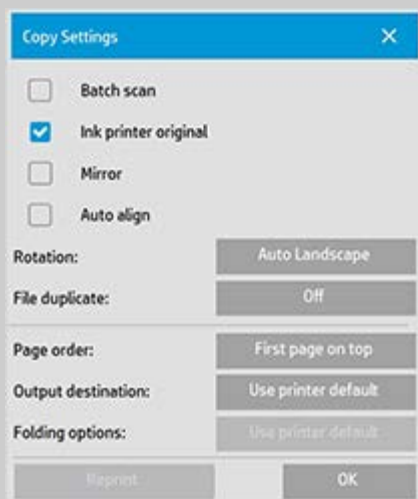 Copy Settings
Batch scan
Ink printer original
Mirror
Auto align
Rotation: Auto Landscape
File duplicate: Off
Page order: First page on top
Output destination: Use printer default
Folding options: Use printer default
Reprint OK